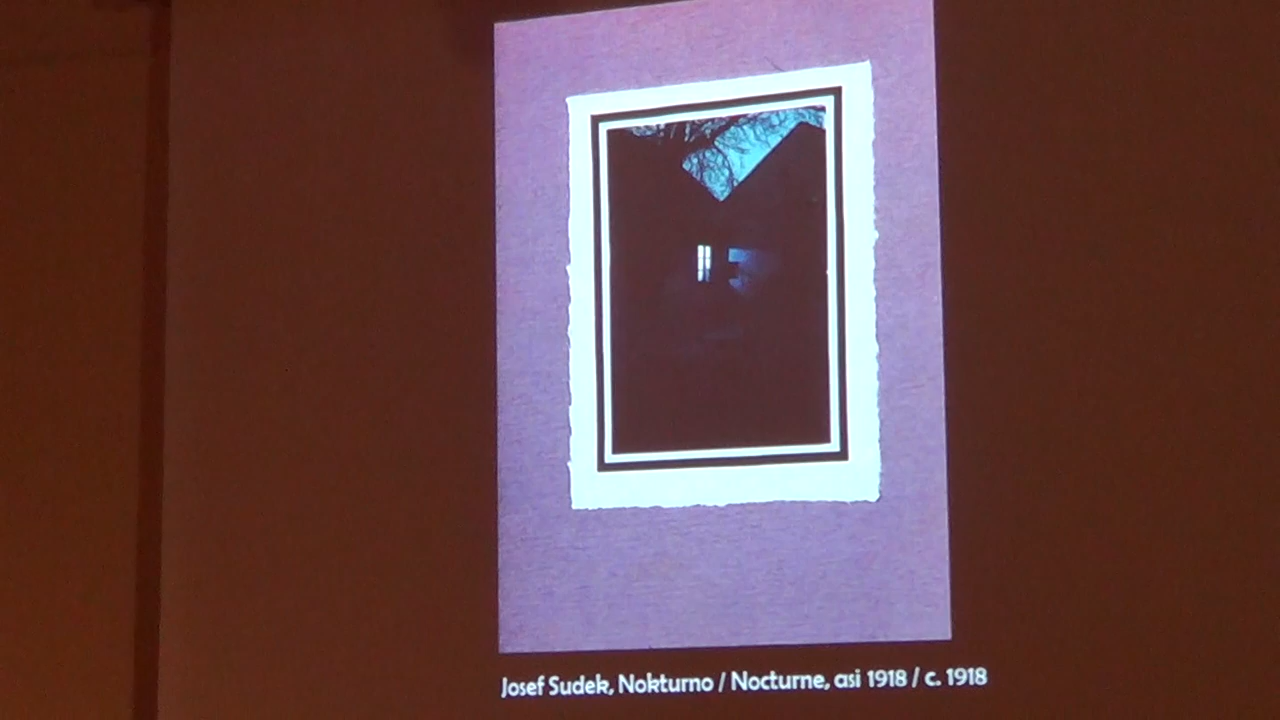 Josef Sudek, Nokturno / Nocturne, asi 1918 / c. 1918